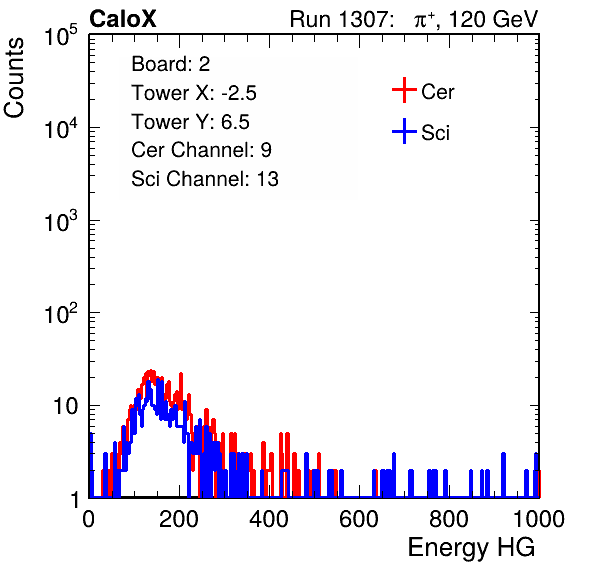 CaloX Run 1307: π⁺, 120 GeV
Counts
Board: 2
Tower X: -2.5
Tower Y: 6.5
Cer Channel: 9
Sci Channel: 13
Cer
Sci
10⁵
10⁴
10³
10²
10
1
0 200 400 600 800 1000
Energy HG